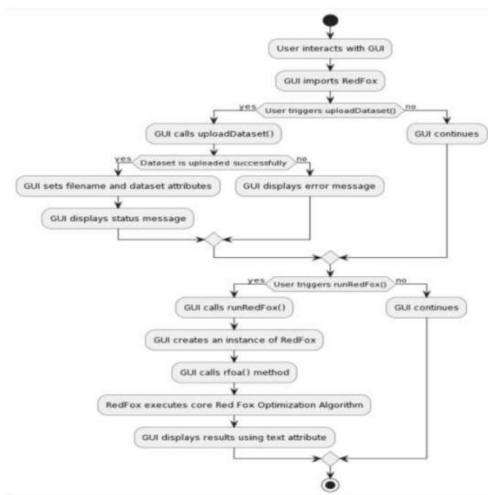 User interacts with GUI
GUI imports RedFox
yes User triggers uploadDataset() no
GUI calls uploadDataset()
GUI continues
yes Dataset is uploaded successfully no
GUI sets filename and dataset attributes
GUI displays error message
GUI displays status message
yes User triggers runRedFox() no
GUI calls runRedFox()
GUI continues
GUI creates an instance of RedFox
GUI calls rfoa() method
RedFox executes core Red Fox Optimization Algorithm
GUI displays results using text attribute